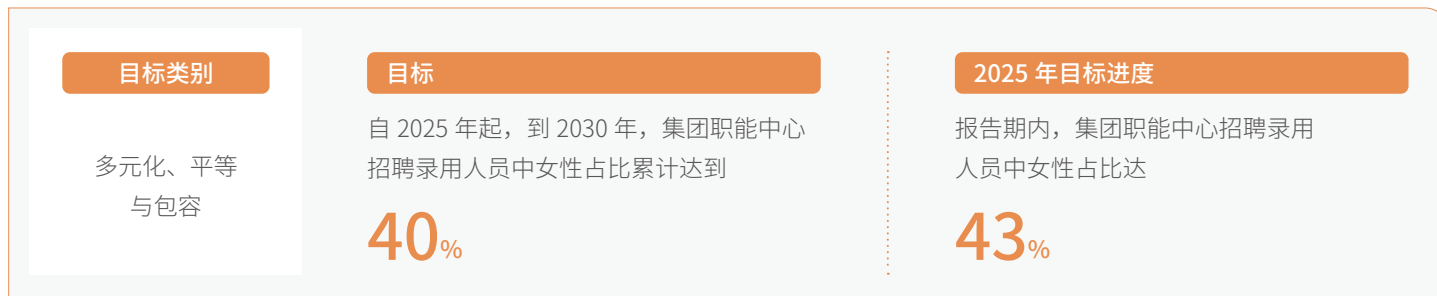 目标类别
多元化、平等
与包容
目标
自 2025 年起，到 2030 年，集团职能中心
招聘录用人员中女性占比累计达到
40%
2025 年目标进度
报告期内，集团职能中心招聘录用
人员中女性占比达
43%